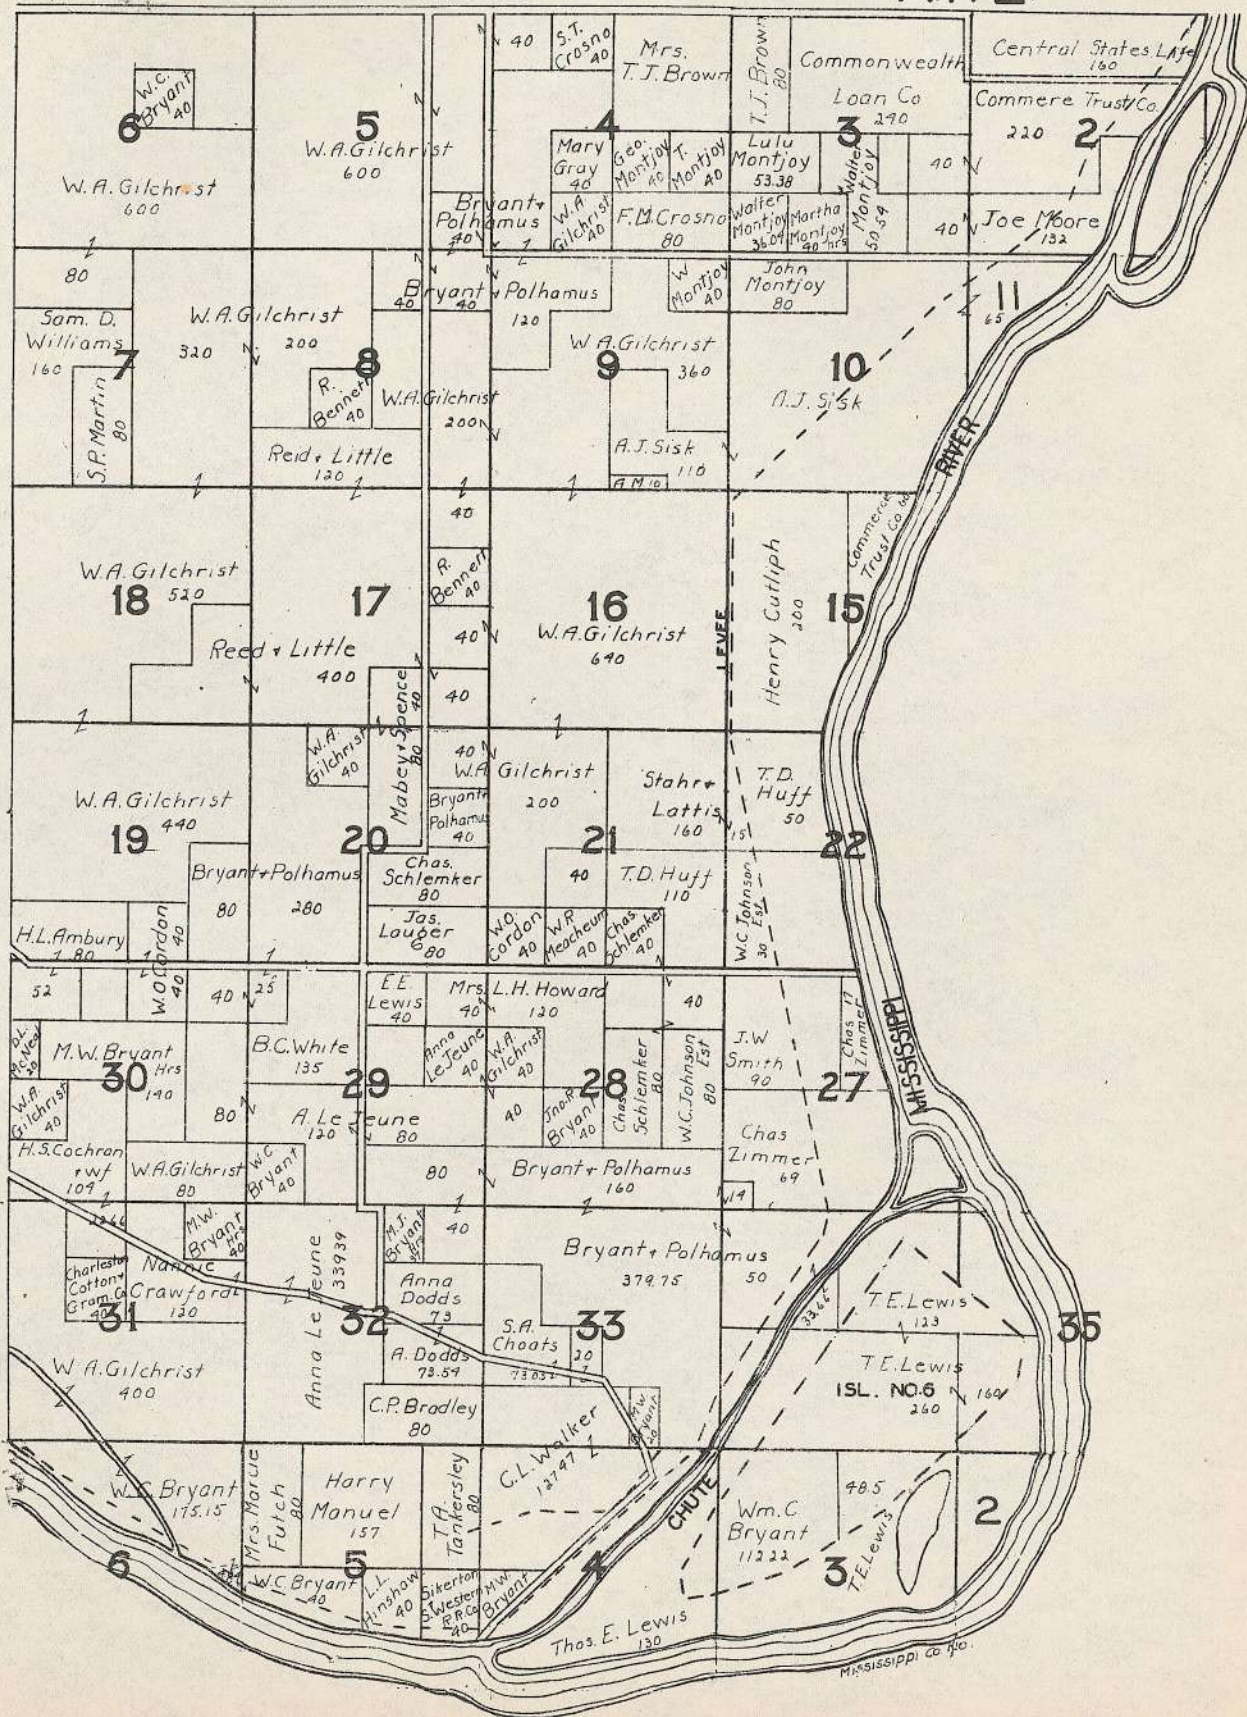 6
W.C.
Bryant
40
W. A. Gilchrist
600
5
W.A. Gilchrist
600
40
S.T.
Crosno
40
Mrs.
T. J. Brown
T.J. Brown
80
4
Mary
Gray
40
Geo.
Montjoy
40
T.
Montjoy
40
Bryant +
Polhamus
40
W.A.
Gilchrist
40
F.M. Crosno
80
Commonwealth
Loan Co
240
3
Lulu
Montjoy
53.38
Walter
Montjoy
50.54
Walter
Montjoy
36.04
Martha
Montjoy
40 hrs
40
40
Central States Life
160
Commere Trust Co.
220
2
Joe Moore
132
80
Sam. D.
Williams
160
7
S.P. Martin
80
W.A. Gilchrist
320
200
8
R.
Bennett
40
Reid + Little
120
40
Bryant + Polhamus
40
120
W.A. Gilchrist
200
W A. Gilchrist
360
9
W
Montjoy
40
A.J. Sisk
110
A M 10
John
Montjoy
80
10
A.J. Sisk
11
65
RIVER
W.A. Gilchrist
520
18
17
Reed + Little
400
40
R.
Bennett
40
40
40
16
W.A. Gilchrist
640
LEVEE
Henry Cutliph
200
15
Commerce
Trust Co 60
W.A. Gilchrist
440
19
W.A.
Gilchrist
40
Mabey + Spence
80
40
20
Bryant + Polhamus
80
280
H.L. Ambury
80
W.O. Cordon
40
40
40
W.A Gilchrist
200
Bryant +
Polhamus
40
Chas.
Schlemker
80
Jas.
Lauger
80
21
Stahr +
Lattis
160
15
40
T.D. Huff
110
W.O.
Cordon
40
W R
Meacheum
40
Chas
Schlemker
40
T. D.
Huff
50
22
W.C Johnson
Est
30
52
40
25
M.W. Bryant
Hrs
140
30
80
W.A.
Gilchrist
40
H.S. Cochran
+ wf
109
W.A. Gilchrist
80
B.C. White
135
29
A. Le Jeune
120
80
W C
Bryant
40
E.E.
Lewis
40
Mrs. L.H. Howard
40
120
Anna
LeJeune
40
W.A.
Gilchrist
40
40
Jno. R
Bryant
40
28
Chas
Schlemker
80
40
W.C. Johnson
Est
80
80
Bryant + Polhamus
160
J.W
Smith
90
27
Chas
Zimmer
17
Chas
Zimmer
69
14
MISSISSIPPI
M.W.
Bryant
Hrs
40
Charleston
Cotton +
Gram. Co
40
Nannie
Crawford
120
31
W A. Gilchrist
400
Anna Le Jeune
339 39
32
M.J.
Bryant
40
Anna
Dodds
73
A. Dodds
73.54
C.P. Bradley
80
Bryant + Polhamus
379.75
50
33
S.A.
Choats
20
C.L. Walker
127 47
M.W.
Bryant
20
33.66
T.E. Lewis
123
T.E. Lewis
ISL. NO. 6
260
160
35
W.C. Bryant
175.15
6
Mrs. Marcie
Futch
80
Harry
Manuel
157
5
W.C. Bryant
40
T.A.
Tankersley
80
L.L.
Hinshaw
40
Sikerton
S. Western
R.R. Co
40
M.W.
Bryant
4
CHUTE
Wm. C
Bryant
112 22
3
48.5
T.E. Lewis
2
Thos. E. Lewis
130
Mississippi Co. Mo.